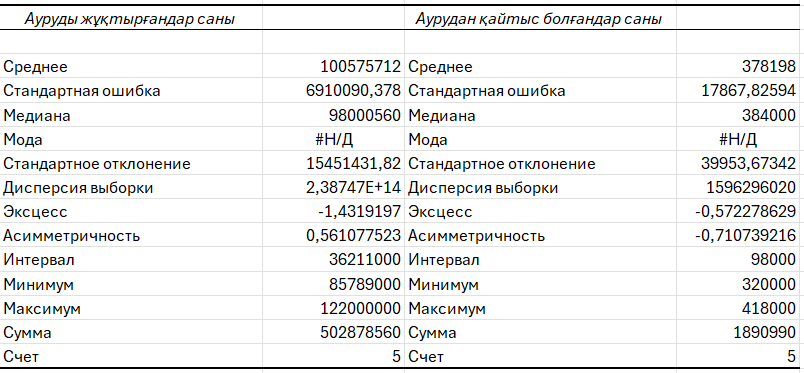 Ауруды жұқтырғандар саны Аурудан қайтыс болғандар саны
Среднее 100575712 Среднее 378198
Стандартная ошибка 6910090,378 Стандартная ошибка 17867,82594
Медиана 98000560 Медиана 384000
Мода #Н/Д Мода #Н/Д
Стандартное отклонение 15451431,82 Стандартное отклонение 39953,67342
Дисперсия выборки 2,38747E+14 Дисперсия выборки 1596296020
Эксцесс -1,4319197 Эксцесс -0,572278629
Асимметричность 0,561077523 Асимметричность -0,710739216
Интервал 36211000 Интервал 98000
Минимум 85789000 Минимум 320000
Максимум 122000000 Максимум 418000
Сумма 502878560 Сумма 1890990
Счет 5 Счет 5